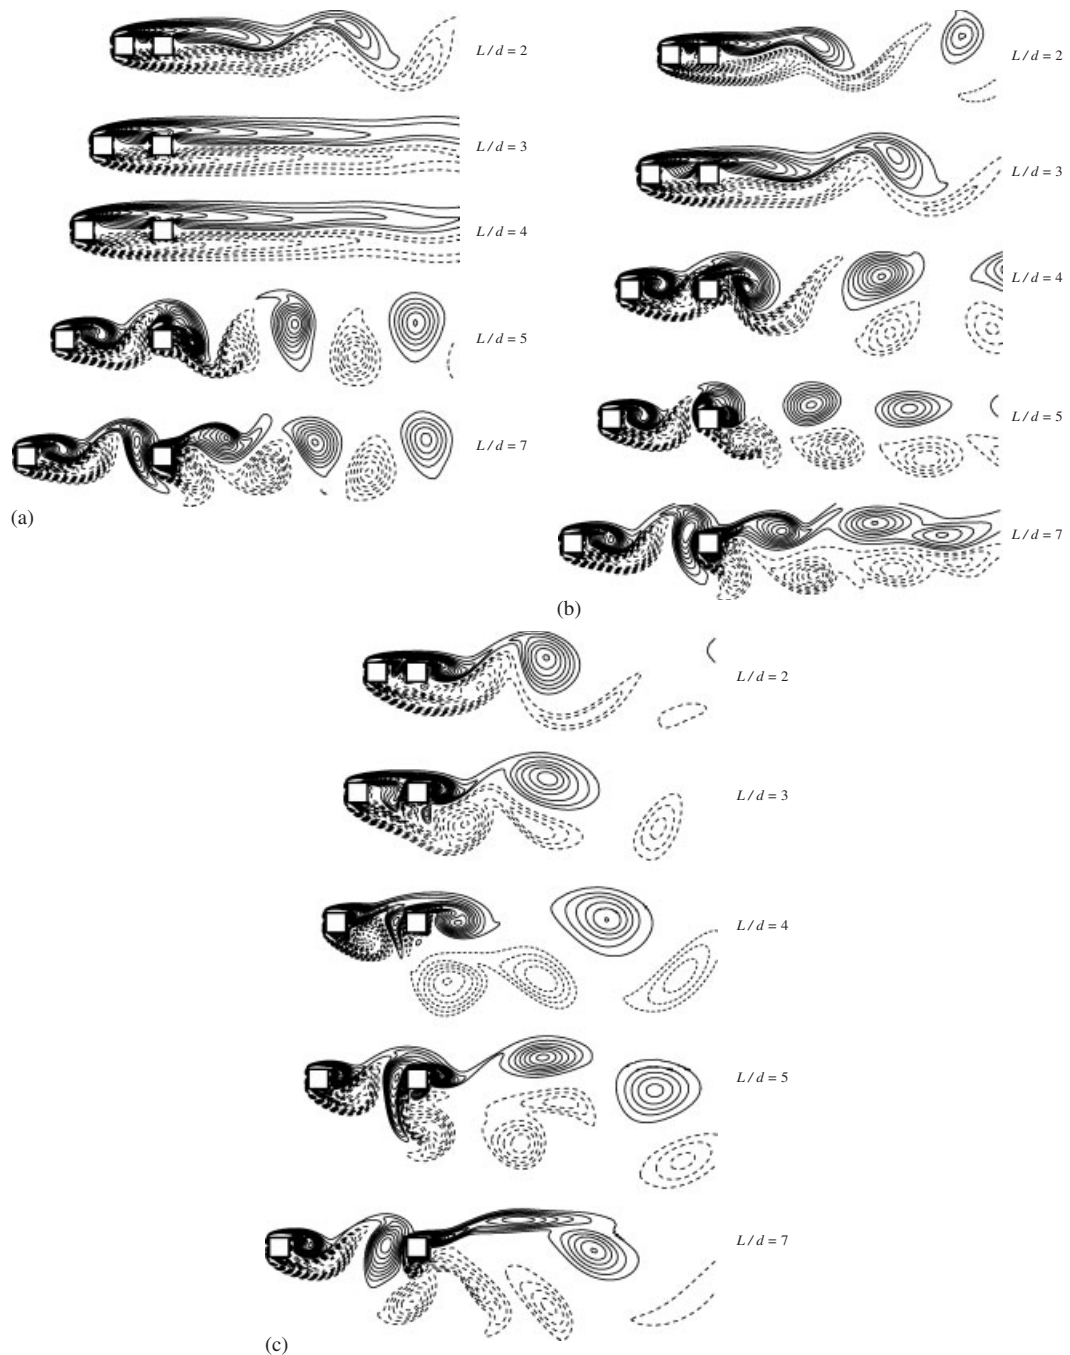 L/d = 2
L/d = 3
L/d = 4
L/d = 5
L/d = 7
(a)
L/d = 2
L/d = 3
L/d = 4
L/d = 5
L/d = 7
(b)
L/d = 2
L/d = 3
L/d = 4
L/d = 5
L/d = 7
(c)